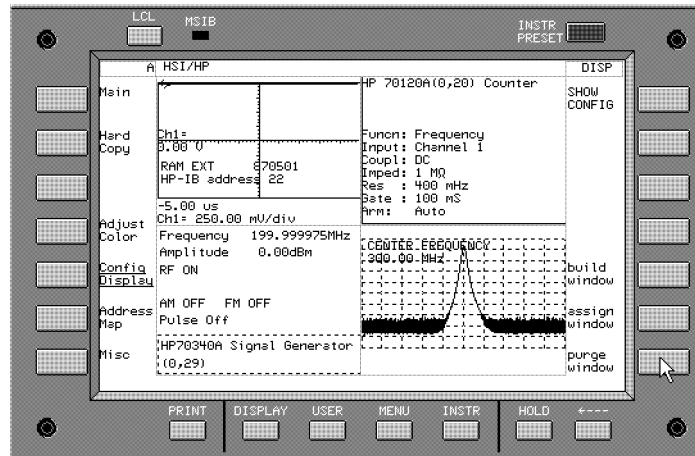 LCL
MSIB
INSTR
PRESET
A HSI/HP
DISP
Main
Hard
Copy
Adjust
Color
Config
Display
Address
Map
Misc
Ch1=
0.00 V
RAM EXT 870501
HP-IB address 22
-5.00 us
Ch1= 250.00 mV/div
HP 70120A(0,20) Counter
Funcn: Frequency
Input: Channel 1
Coupl: DC
Imped: 1 MΩ
Res : 400 mHz
Gate : 100 mS
Arm: Auto
Frequency 199.999975MHz
Amplitude 0.00dBm
RF ON
AM OFF FM OFF
Pulse Off
HP70340A Signal Generator
(0,29)
CENTER FREQUENCY
300.00 MHz
SHOW
CONFIG
build
window
assign
window
purge
window
PRINT
DISPLAY
USER
MENU
INSTR
HOLD
←---